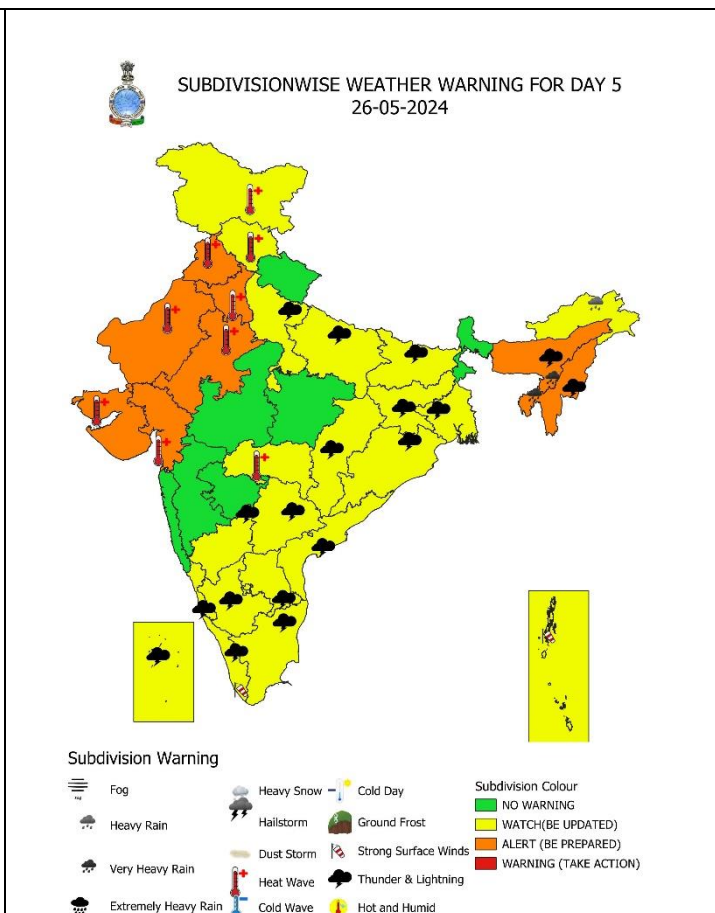 SUBDIVISIONWISE WEATHER WARNING FOR DAY 5
26-05-2024
Subdivision Warning
Fog
Heavy Rain
Very Heavy Rain
Extremely Heavy Rain
Heavy Snow
Hailstorm
Dust Storm
Heat Wave
Cold Wave
Cold Day
Ground Frost
Strong Surface Winds
Thunder & Lightning
Hot and Humid
Subdivision Colour
NO WARNING
WATCH(BE UPDATED)
ALERT (BE PREPARED)
WARNING (TAKE ACTION)